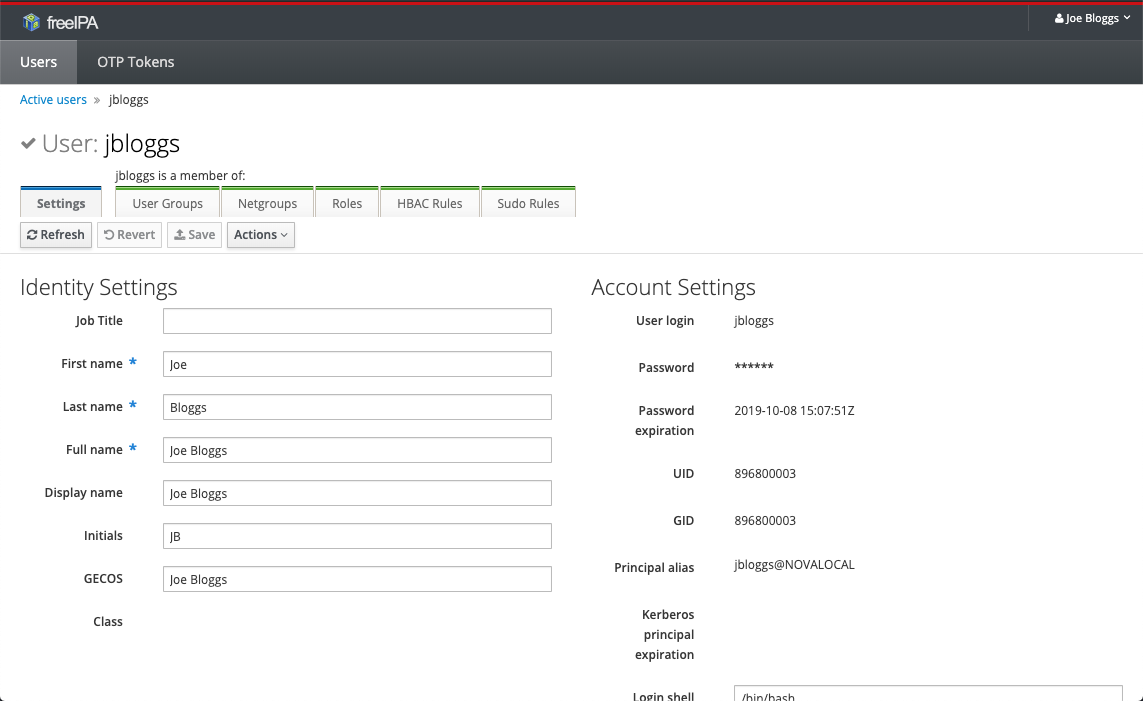 freeIPA
Joe Bloggs
Users OTP Tokens
Active users » jbloggs
User: jbloggs
jbloggs is a member of:
Settings User Groups Netgroups Roles HBAC Rules Sudo Rules
Refresh Revert Save Actions
Identity Settings
Job Title
First name * Joe
Last name * Bloggs
Full name * Joe Bloggs
Display name Joe Bloggs
Initials JB
GECOS Joe Bloggs
Class
Account Settings
User login jbloggs
Password ******
Password
expiration 2019-10-08 15:07:51Z
UID 896800003
GID 896800003
Principal alias jbloggs@NOVALOCAL
Kerberos
principal
expiration
Login shell /bin/bash